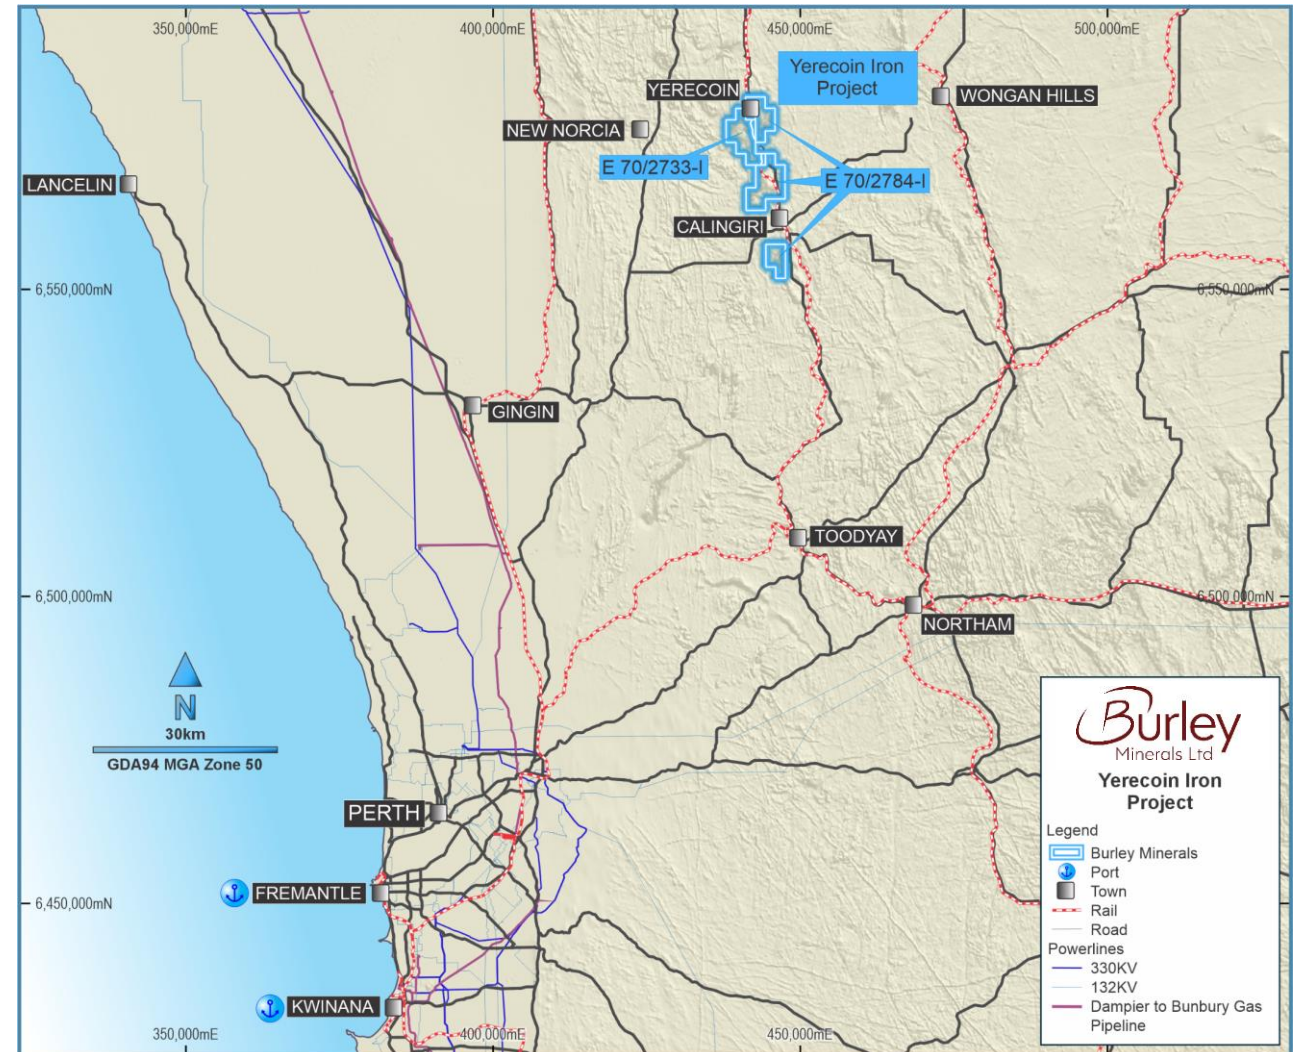 350,000mE
400,000mE
450,000mE
500,000mE
Yerecoin Iron
Project
YERECOIN
WONGAN HILLS
NEW NORCIA
E 70/2733-I
E 70/2784-I
LANCELIN
CALINGIRI
6,550,000mN
6,550,000mN
GINGIN
TOODYAY
6,500,000mN
6,500,000mN
NORTHAM
N
30km
GDA94 MGA Zone 50
PERTH
FREMANTLE
6,450,000mN
KWINANA
350,000mE
400,000mE
450,000mE
Burley
Minerals Ltd
Yerecoin Iron
Project
Legend
Burley Minerals
Port
Town
Rail
Road
Powerlines
330KV
132KV
Dampier to Bunbury Gas
Pipeline